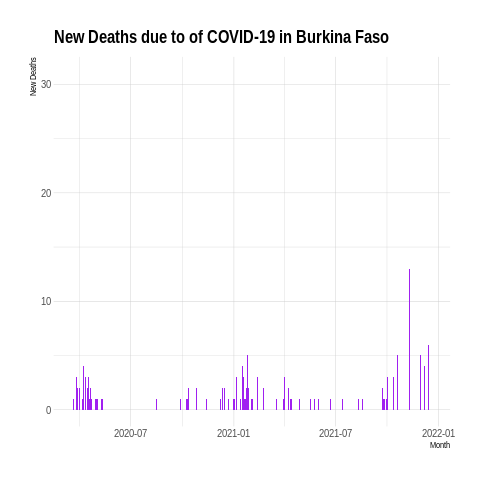 New Deaths due to of COVID-19 in Burkina Faso
New Deaths
30
20
10
0
2020-07
2021-01
2021-07
2022-01
Month